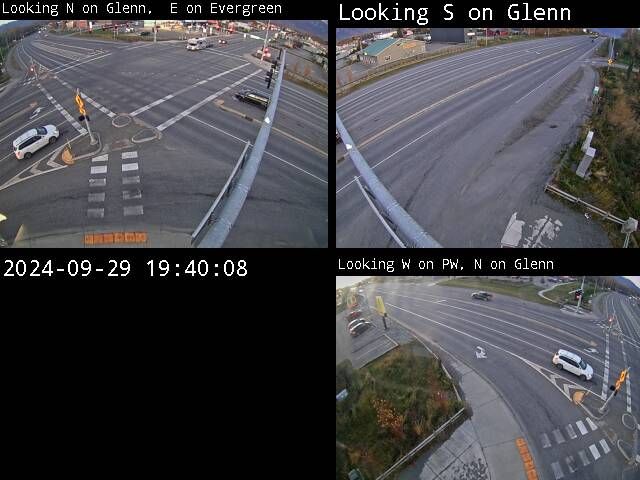 Looking N on Glenn,  E on Evergreen
Looking S on Glenn
2024-09-29 19:40:08
Looking W on PW, N on Glenn